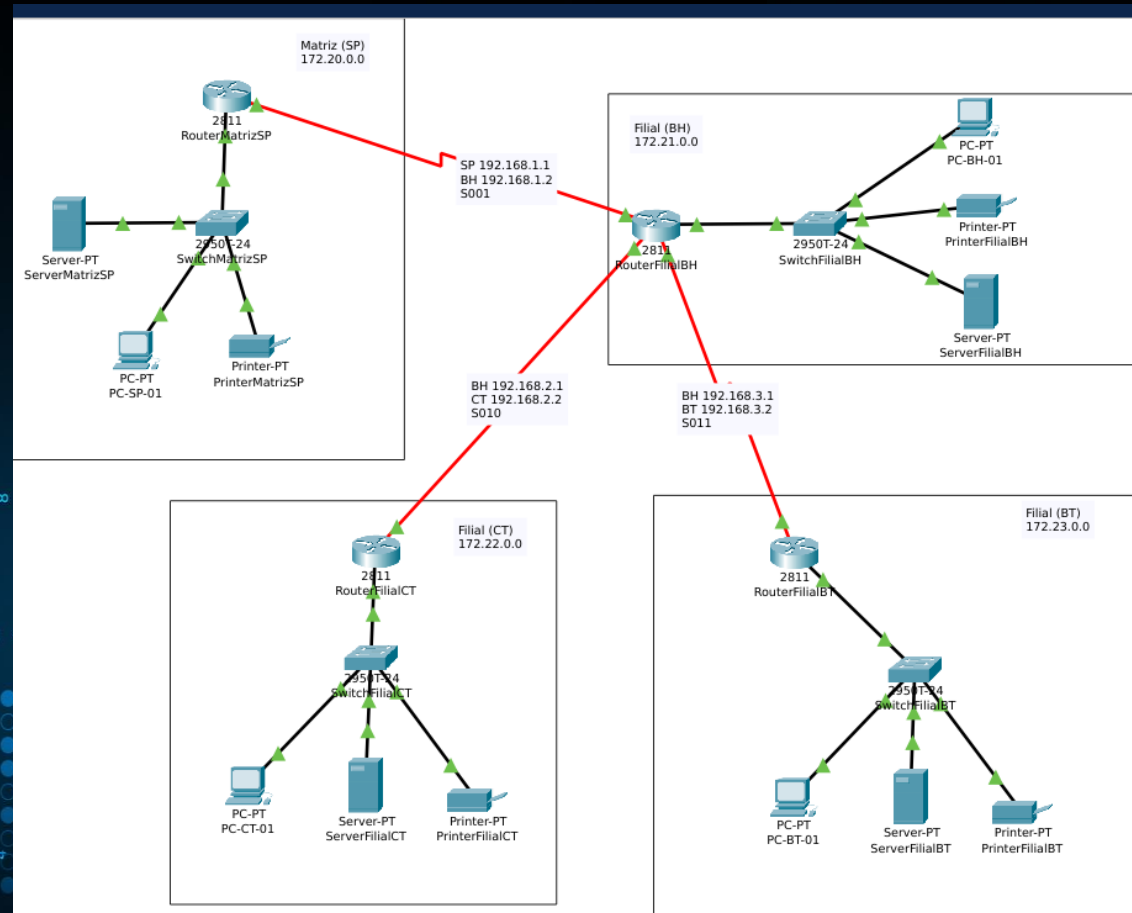 Matriz (SP)
172.20.0.0
2811
RouterMatrizSP
Server-PT
ServerMatrizSP
2950T-24
SwitchMatrizSP
PC-PT
PC-SP-01
Printer-PT
PrinterMatrizSP
SP 192.168.1.1
BH 192.168.1.2
S001
Filial (BH)
172.21.0.0
2811
RouterFilialBH
2950T-24
SwitchFilialBH
PC-PT
PC-BH-01
Printer-PT
PrinterFilialBH
Server-PT
ServerFilialBH
BH 192.168.2.1
CT 192.168.2.2
S010
BH 192.168.3.1
BT 192.168.3.2
S011
Filial (CT)
172.22.0.0
2811
RouterFilialCT
2950T-24
SwitchFilialCT
PC-PT
PC-CT-01
Server-PT
ServerFilialCT
Printer-PT
PrinterFilialCT
Filial (BT)
172.23.0.0
2811
RouterFilialBT
2950T-24
SwitchFilialBT
PC-PT
PC-BT-01
Server-PT
ServerFilialBT
Printer-PT
PrinterFilialBT